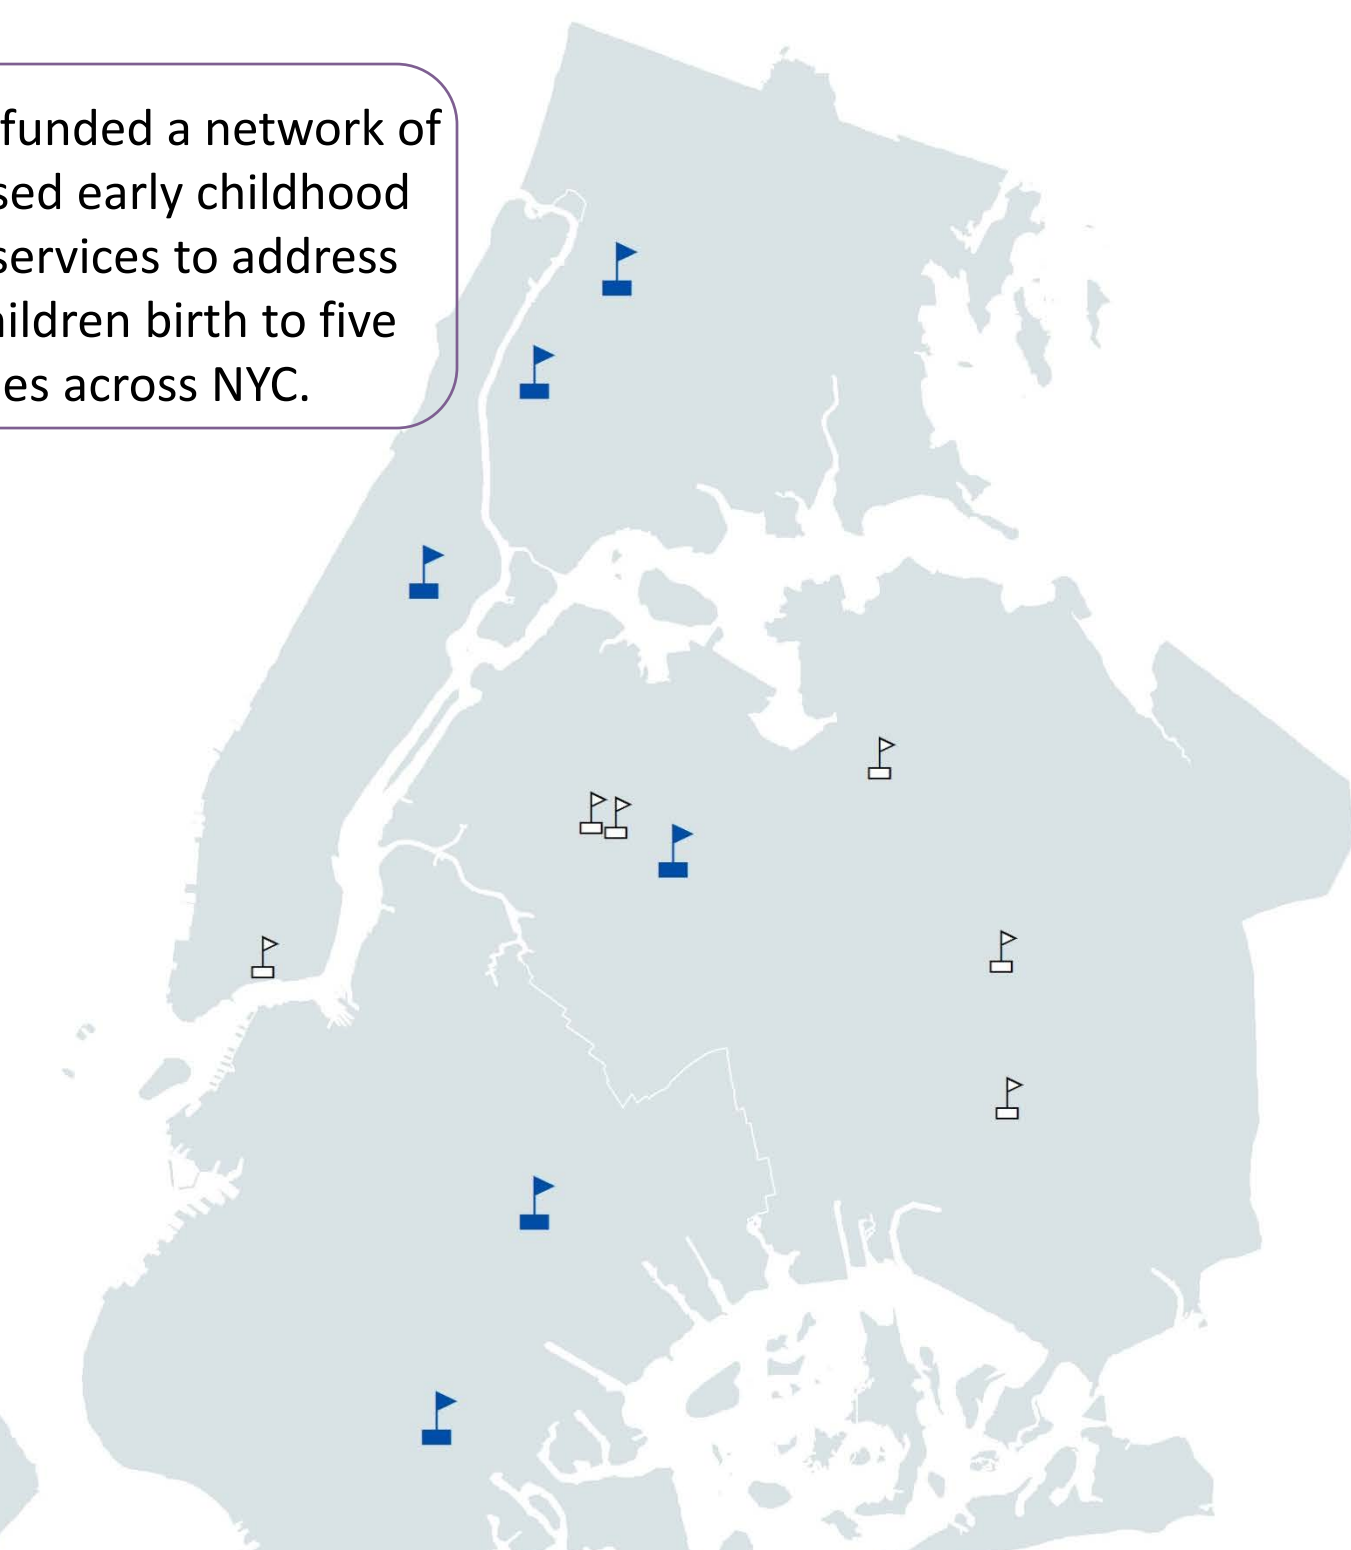 funded a network of
sed early childhood
services to address
ildren birth to five
es across NYC.